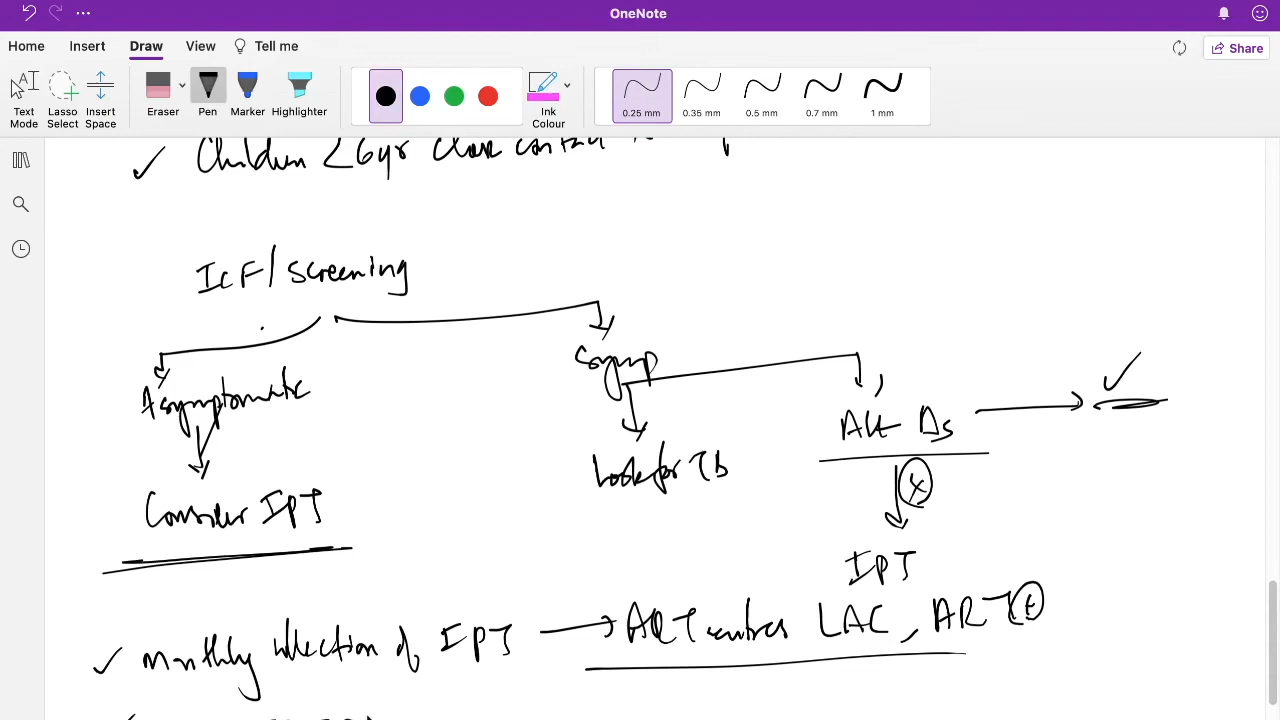 OneNote
Home Insert Draw View Tell me
Share
Text Mode
Lasso Select
Insert Space
Eraser
Pen
Marker
Highlighter
Ink Colour
0.25 mm
0.35 mm
0.5 mm
0.7 mm
1 mm
✓ Children <6yr close contact
ICF/Screening
Asymptomatic
Symp
Alt Ds ✓
Look for Tb
Consider IPT
IPT
✓ Monthly collection of IPT → ART centres LAC, ART